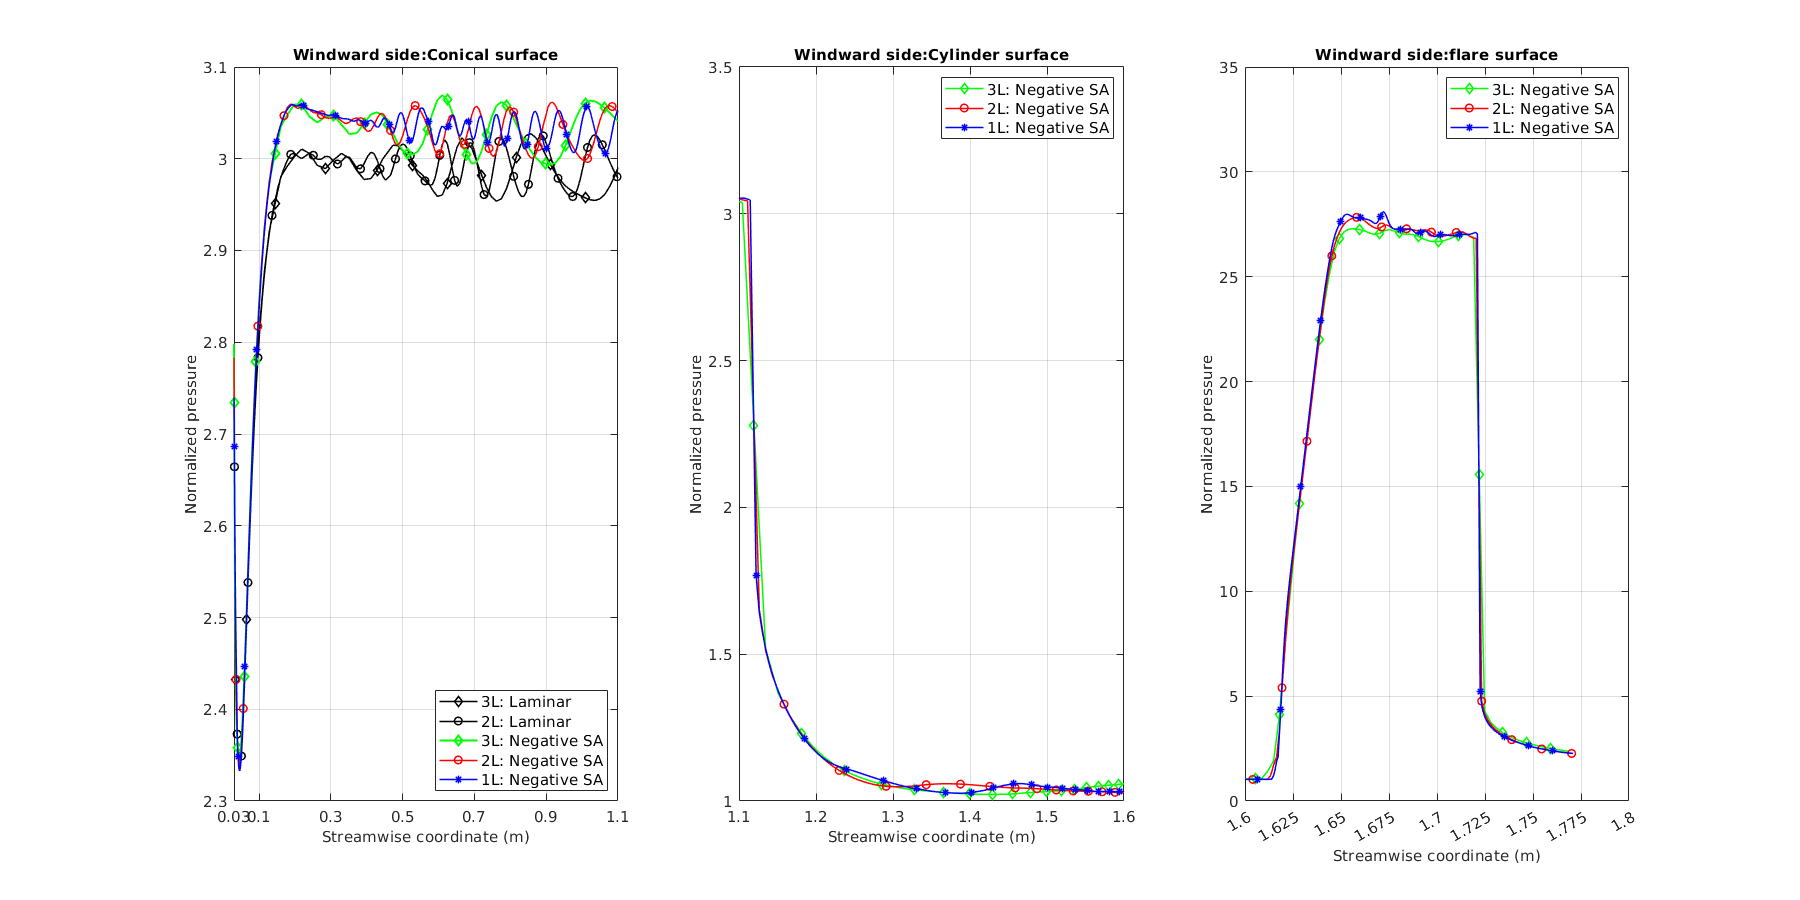 Windward side:Conical surface
Normalized pressure
3.1
3
2.9
2.8
2.7
2.6
2.5
2.4
2.3
0.03
0.1
0.3
0.5
0.7
0.9
1.1
Streamwise coordinate (m)
3L: Laminar
2L: Laminar
3L: Negative SA
2L: Negative SA
1L: Negative SA
Windward side:Cylinder surface
Normalized pressure
3.5
3
2.5
2
1.5
1
1.1
1.2
1.3
1.4
1.5
1.6
Streamwise coordinate (m)
3L: Negative SA
2L: Negative SA
1L: Negative SA
Windward side:flare surface
Normalized pressure
35
30
25
20
15
10
5
0
1.6
1.625
1.65
1.675
1.7
1.725
1.75
1.775
1.8
Streamwise coordinate (m)
3L: Negative SA
2L: Negative SA
1L: Negative SA